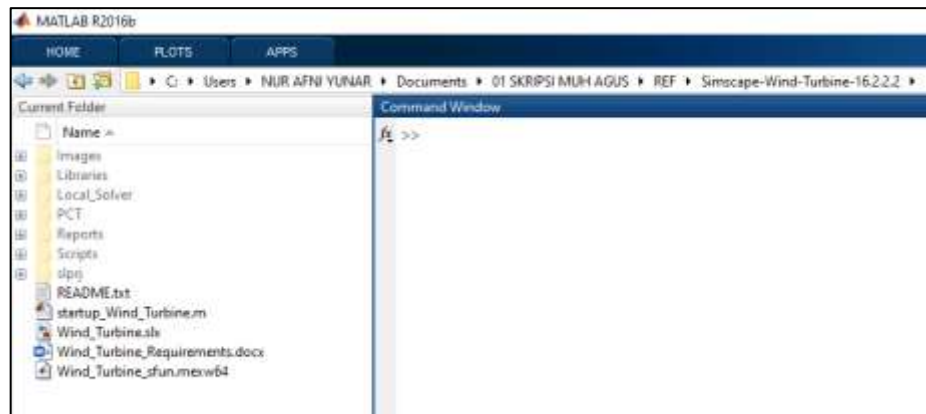 MATLAB R2016b
HOME PLOTS APPS
C: Users NUR AFNI YUNAR Documents 01 SKRIPSI MUH AGUS REF Simscape-Wind-Turbine-16.2.2.2
Current Folder
Command Window
Name
fx >>
Images
Libraries
Local_Solver
PCT
Reports
Scripts
slprj
README.txt
startup_Wind_Turbine.m
Wind_Turbine.slx
Wind_Turbine_Requirements.docx
Wind_Turbine_sfun.mexw64